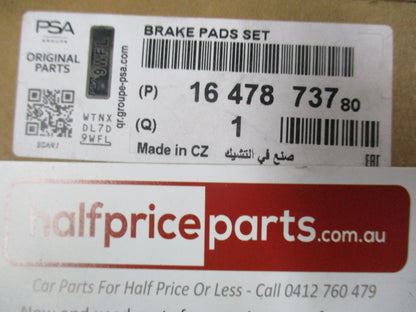 PSA
GROUPE
ORIGINAL
PARTS
9WFL
WTNX
DL7D
9WFL
qr.groupe-psa.com
BRAKE PADS SET
(P) 16 478 737 80
(Q) 1
Made in CZ صنع في التشيك
EAC
halfpriceparts.com.au
Car Parts For Half Price Or Less - Call 0412 760 479